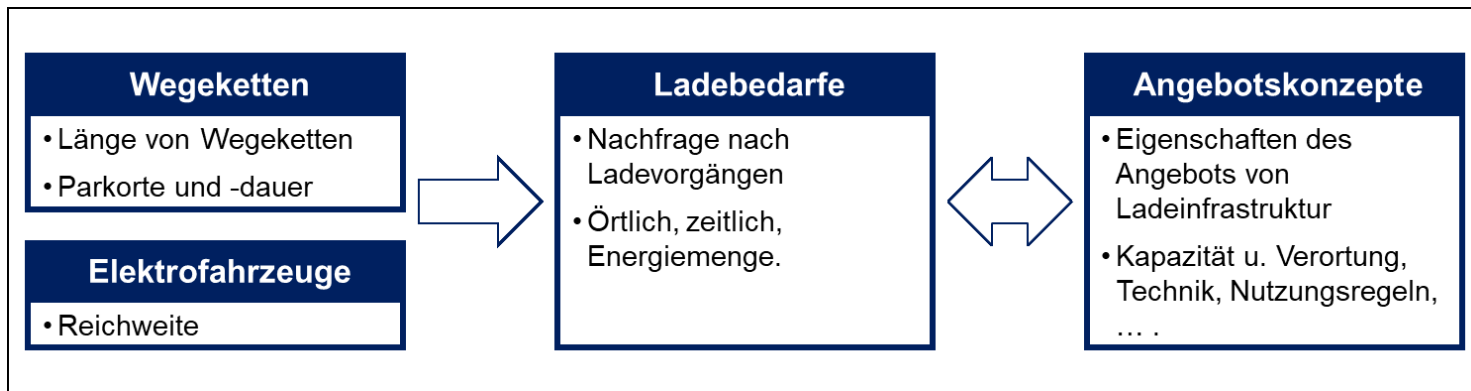 Wegeketten
• Länge von Wegeketten
• Parkorte und -dauer
Elektrofahrzeuge
• Reichweite
Ladebedarfe
• Nachfrage nach
Ladevorgängen
• Örtlich, zeitlich,
Energiemenge.
Angebotskonzepte
• Eigenschaften des
Angebots von
Ladeinfrastruktur
• Kapazität u. Verortung,
Technik, Nutzungsregeln,
… .